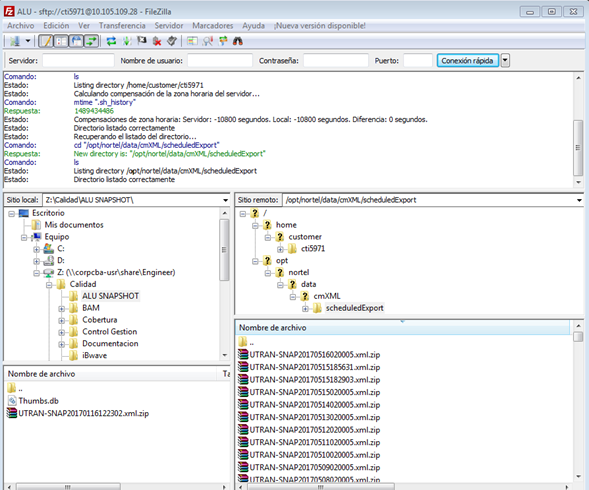 ALU - sftp://cti5971@10.105.109.28 - FileZilla
Archivo Edición Ver Transferencia Servidor Marcadores Ayuda ¡Nueva versión disponible!
Servidor: Nombre de usuario: Contraseña: Puerto: Conexión rápida
Comando: ls
Estado: Listing directory /home/customer/cti5971
Estado: Calculando compensación de la zona horaria del servidor...
Comando: mtime ".sh_history"
Respuesta: 1489434486
Estado: Compensaciones de zona horaria: Servidor: -10800 segundos. Local: -10800 segundos. Diferencia: 0 segundos.
Estado: Directorio listado correctamente
Estado: Recuperando el listado del directorio...
Comando: cd "/opt/nortel/data/cmXML/scheduledExport"
Respuesta: New directory is: "/opt/nortel/data/cmXML/scheduledExport"
Comando: ls
Estado: Listing directory /opt/nortel/data/cmXML/scheduledExport
Estado: Directorio listado correctamente
Sitio local: Z:\Calidad\ALU SNAPSHOT\
Escritorio
Mis documentos
Equipo
C:
D:
Z: (\\corpcba-usr\share\Engineer)
Calidad
ALU SNAPSHOT
BAM
Cobertura
Control Gestion
Documentacion
iBwave
Nombre de archivo Ta
..
Thumbs.db
UTRAN-SNAP20170116122302.xml.zip
Sitio remoto: /opt/nortel/data/cmXML/scheduledExport
/
home
customer
cti5971
opt
nortel
data
cmXML
scheduledExport
Nombre de archivo
..
UTRAN-SNAP20170516020005.xml.zip
UTRAN-SNAP20170515185631.xml.zip
UTRAN-SNAP20170515182903.xml.zip
UTRAN-SNAP20170515020005.xml.zip
UTRAN-SNAP20170514020005.xml.zip
UTRAN-SNAP20170513020005.xml.zip
UTRAN-SNAP20170512020005.xml.zip
UTRAN-SNAP20170511020005.xml.zip
UTRAN-SNAP20170510020005.xml.zip
UTRAN-SNAP20170509020005.xml.zip
UTRAN-SNAP20170508020005.xml.zip